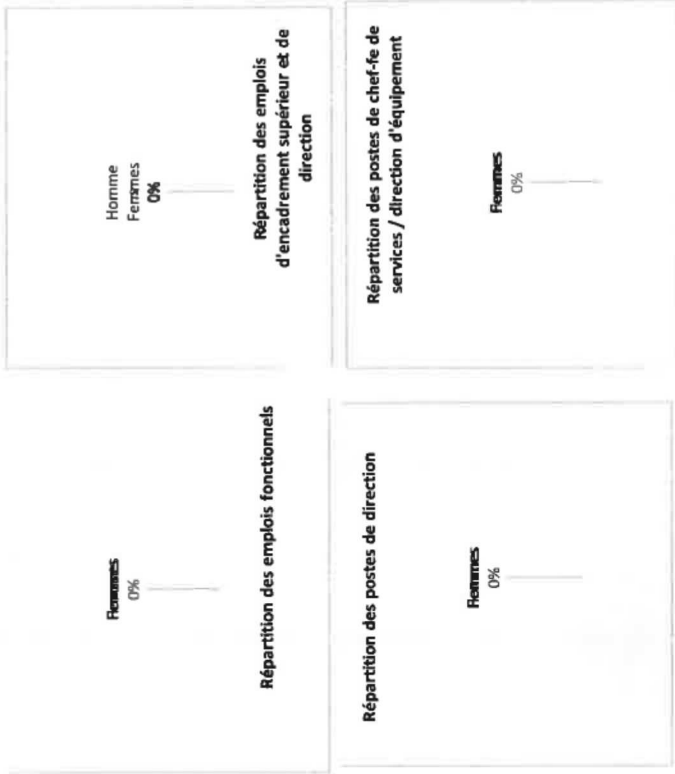 0%
Répartition des emplois fonctionnels
Homme
Femmes
0%
Répartition des emplois
d'encadrement supérieur et de
direction
Répartition des postes de direction
0%
Répartition des postes de chef-fe de
services / direction d'équipement
0%